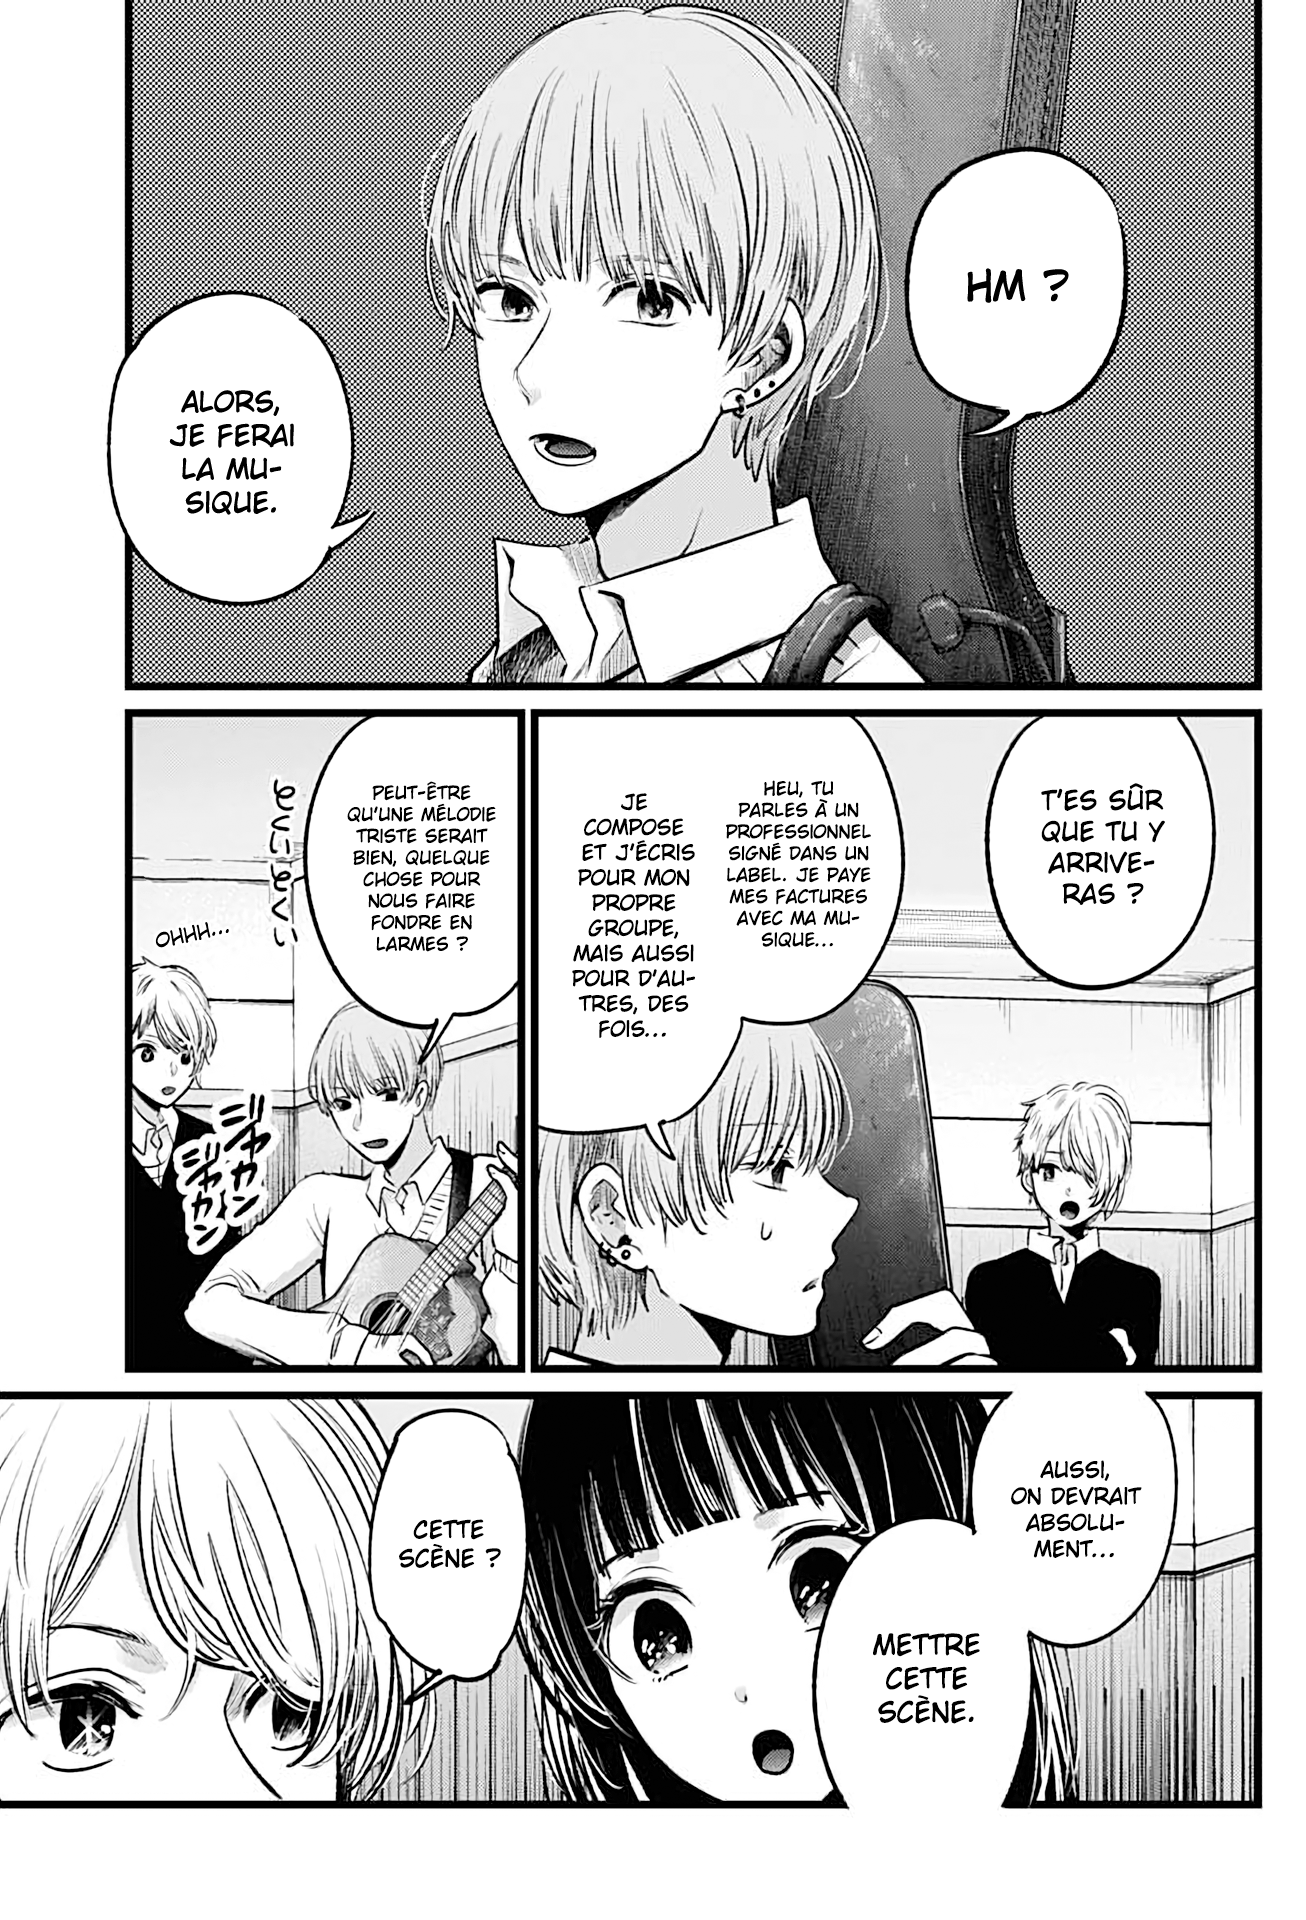 HM ?
ALORS,
JE FERAI
LA MU-
SIQUE.
T'ES SÛR
QUE TU Y
ARRIVE-
RAS ?
HEU, TU
PARLES À UN
PROFESSIONNEL
SIGNÉ DANS UN
LABEL. JE PAYE
MES FACTURES
AVEC MA MU-
SIQUE...
JE
COMPOSE
ET J'ÉCRIS
POUR MON
PROPRE
GROUPE,
MAIS AUSSI
POUR D'AU-
TRES, DES
FOIS...
PEUT-ÊTRE
QU'UNE MÉLODIE
TRISTE SERAIT
BIEN, QUELQUE
CHOSE POUR
NOUS FAIRE
FONDRE EN
LARMES ?
OHHH...
ジャカン
ジャカン
AUSSI,
ON DEVRAIT
ABSOLU-
MENT...
METTRE
CETTE
SCÈNE.
CETTE
SCÈNE ?